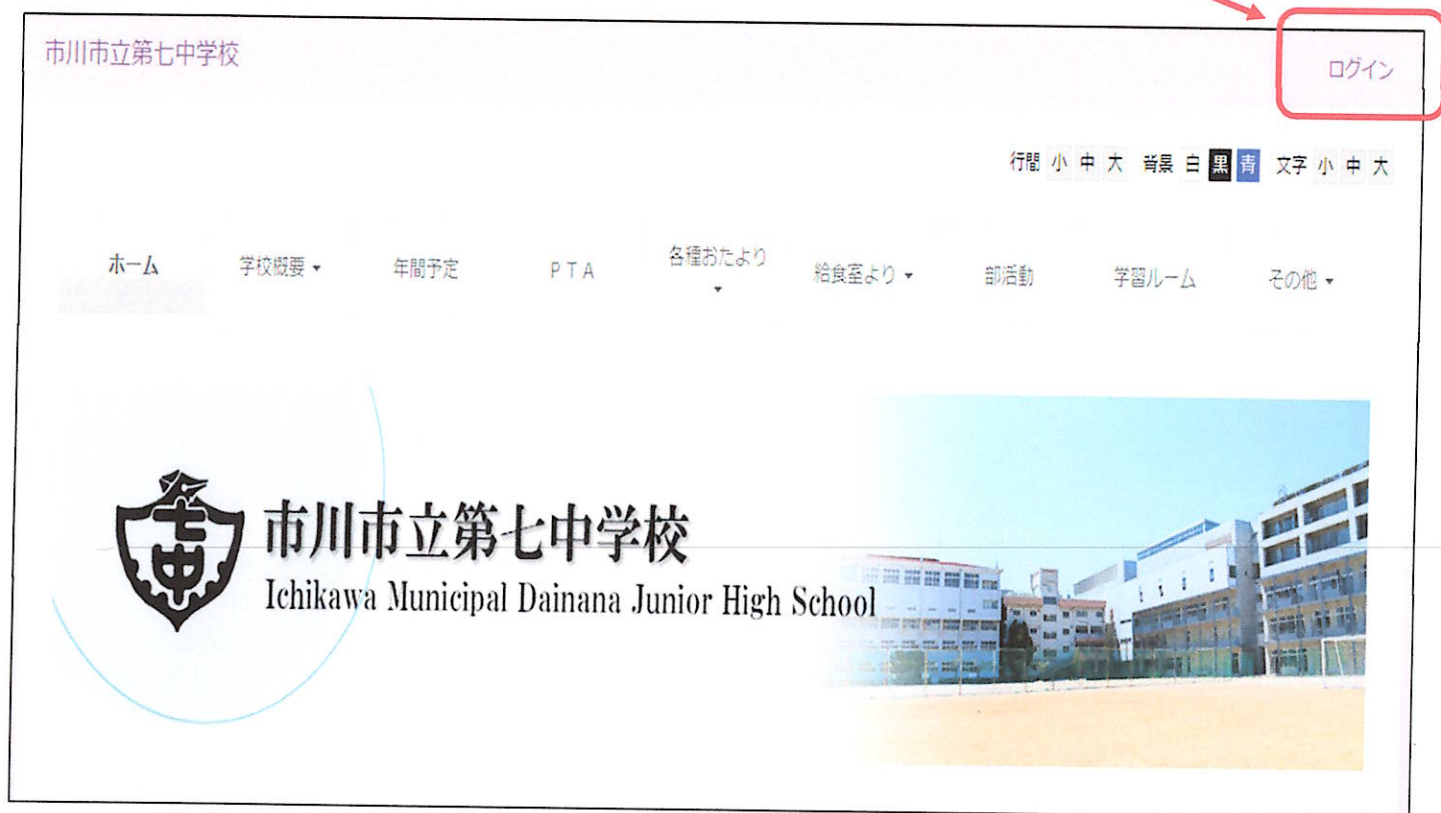 市川市立第七中学校
ログイン
行間 小 中 大 背景 白 黒 青 文字 小 中 大
ホーム 学校概要 年間予定 PTA 各種おたより 給食室より 部活動 学習ルーム その他
七中
市川市立第七中学校
Ichikawa Municipal Dainana Junior High School